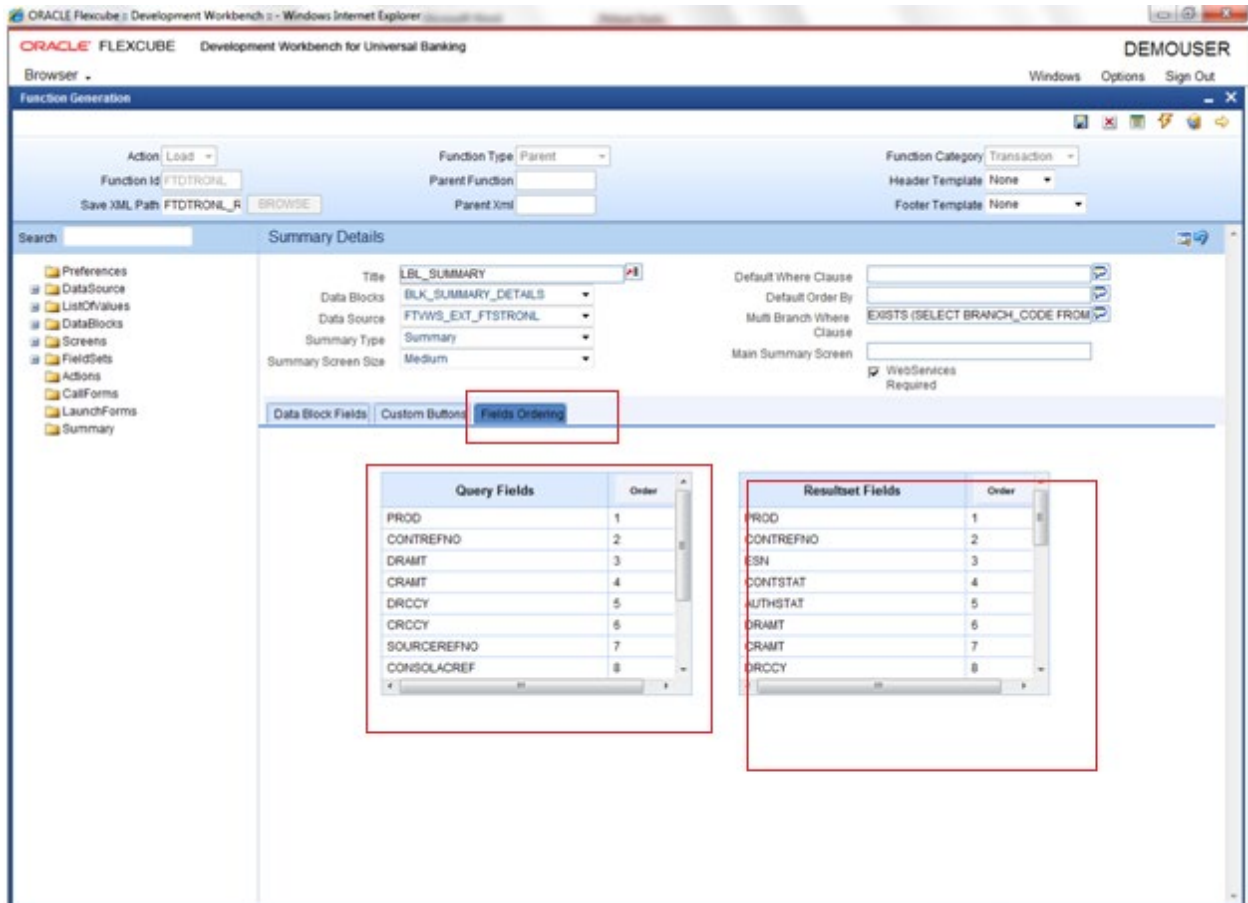 ORACLE Flexcube :: Development Workbench :: - Windows Internet Explorer
ORACLE FLEXCUBE Development Workbench for Universal Banking DEMOUSER
Browser Windows Options Sign Out
Function Generation
Action Load Function Type Parent Function Category Transaction
Function Id FTDTRONL Parent Function Header Template None
Save XML Path FTDTRONL_R BROWSE Parent Xml Footer Template None
Search Summary Details
Preferences
DataSource
ListOfValues
DataBlocks
Screens
FieldSets
Actions
CallForms
LaunchForms
Summary
Title LBL_SUMMARY Default Where Clause
Data Blocks BLK_SUMMARY_DETAILS Default Order By
Data Source FTVWS_EXT_FTSTRONL Multi Branch Where Clause EXISTS (SELECT BRANCH_CODE FROM
Summary Type Summary Main Summary Screen
Summary Screen Size Medium WebServices Required
Data Block Fields Custom Buttons Fields Ordering
Query Fields Order Resultset Fields Order
PROD 1 PROD 1
CONTREFNO 2 CONTREFNO 2
DRAMT 3 ESN 3
CRAMT 4 CONTSTAT 4
DRCCY 5 AUTHSTAT 5
CRCCY 6 DRAMT 6
SOURCEREFNO 7 CRAMT 7
CONSOLACREF 8 DRCCY 8